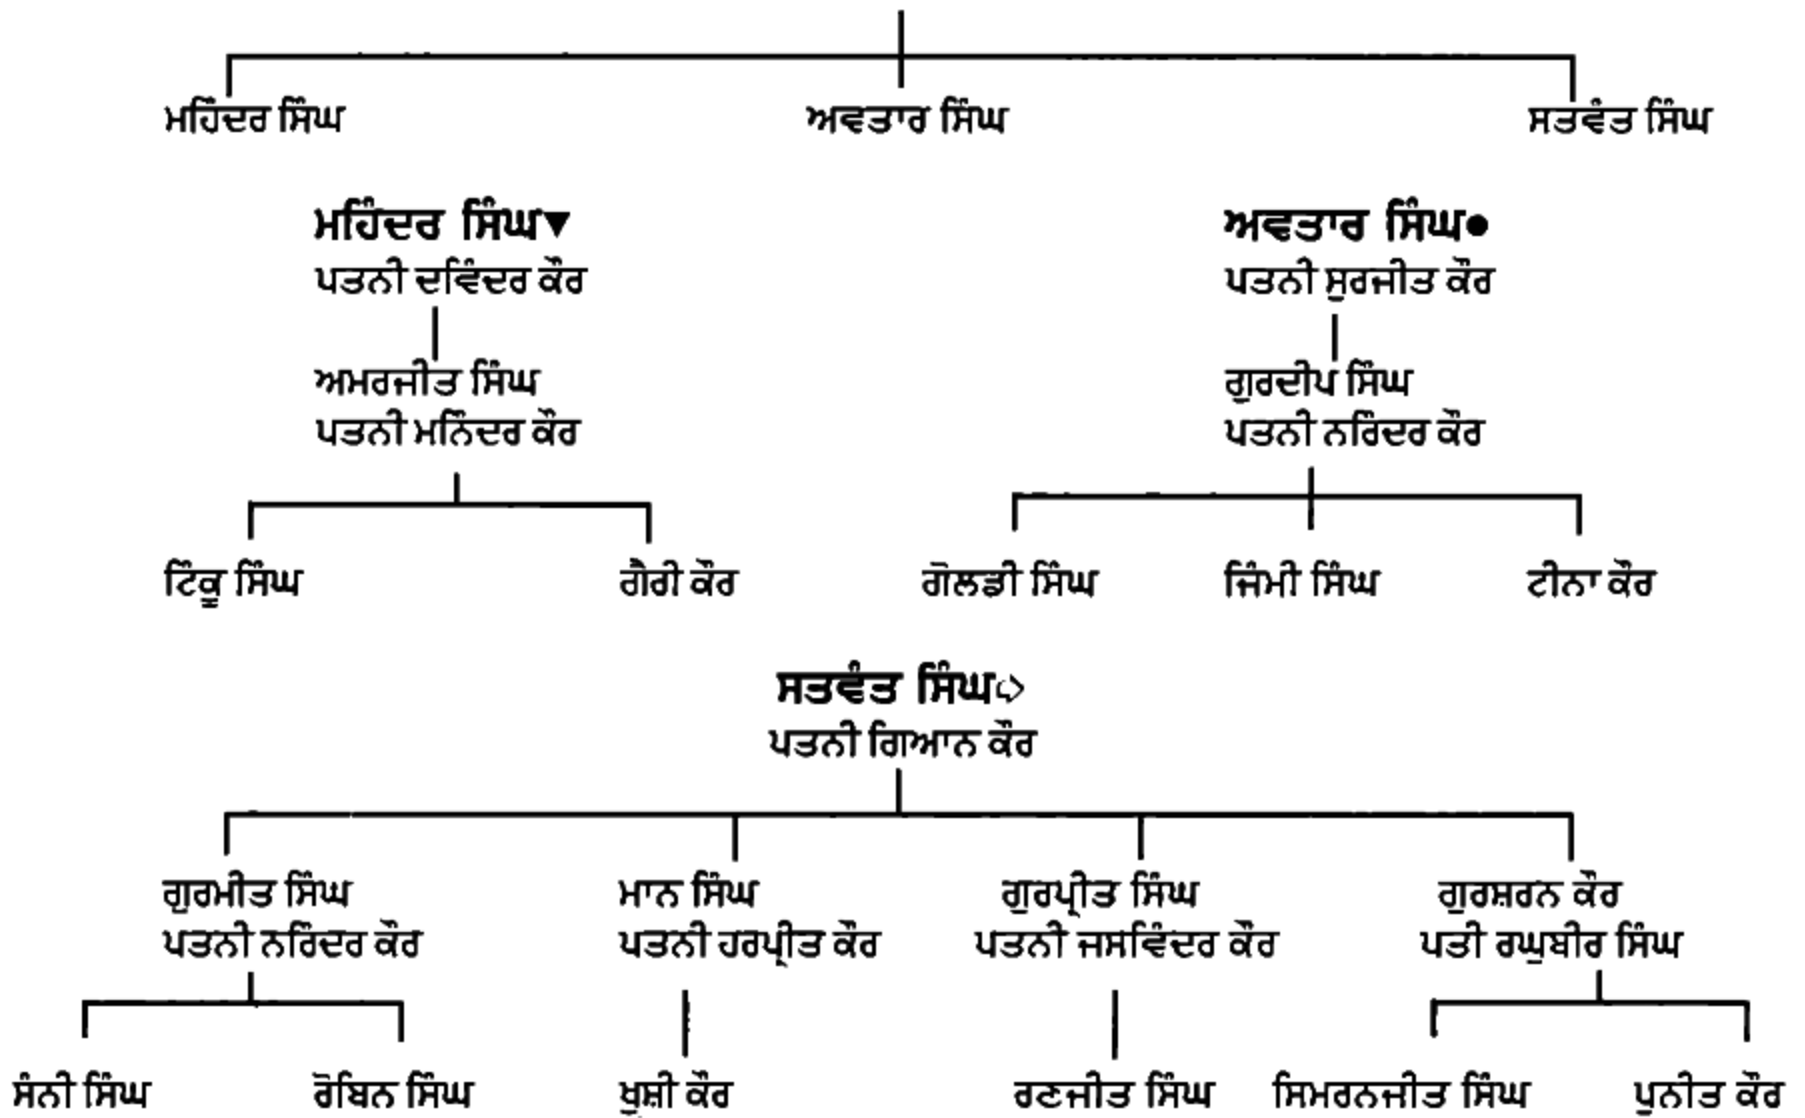 ਮਹਿੰਦਰ ਸਿੰਘ ਅਵਤਾਰ ਸਿੰਘ ਸਤਵੰਤ ਸਿੰਘ
ਮਹਿੰਦਰ ਸਿੰਘ▼ ਅਵਤਾਰ ਸਿੰਘ●
ਪਤਨੀ ਦਵਿੰਦਰ ਕੌਰ ਪਤਨੀ ਸੁਰਜੀਤ ਕੌਰ
ਅਮਰਜੀਤ ਸਿੰਘ ਗੁਰਦੀਪ ਸਿੰਘ
ਪਤਨੀ ਮਨਿੰਦਰ ਕੌਰ ਪਤਨੀ ਨਰਿੰਦਰ ਕੌਰ
ਟਿੰਕੂ ਸਿੰਘ ਗੈਰੀ ਕੌਰ ਗੋਲਡੀ ਸਿੰਘ ਜਿੰਮੀ ਸਿੰਘ ਟੀਨਾ ਕੌਰ
ਸਤਵੰਤ ਸਿੰਘ➪
ਪਤਨੀ ਗਿਆਨ ਕੌਰ
ਗੁਰਮੀਤ ਸਿੰਘ ਮਾਨ ਸਿੰਘ ਗੁਰਪ੍ਰੀਤ ਸਿੰਘ ਗੁਰਸ਼ਰਨ ਕੌਰ
ਪਤਨੀ ਨਰਿੰਦਰ ਕੌਰ ਪਤਨੀ ਹਰਪ੍ਰੀਤ ਕੌਰ ਪਤਨੀ ਜਸਵਿੰਦਰ ਕੌਰ ਪਤੀ ਰਘੁਬੀਰ ਸਿੰਘ
ਸੰਨੀ ਸਿੰਘ ਰੋਬਿਨ ਸਿੰਘ ਖੁਸ਼ੀ ਕੌਰ ਰਣਜੀਤ ਸਿੰਘ ਸਿਮਰਨਜੀਤ ਸਿੰਘ ਪੁਨੀਤ ਕੌਰ